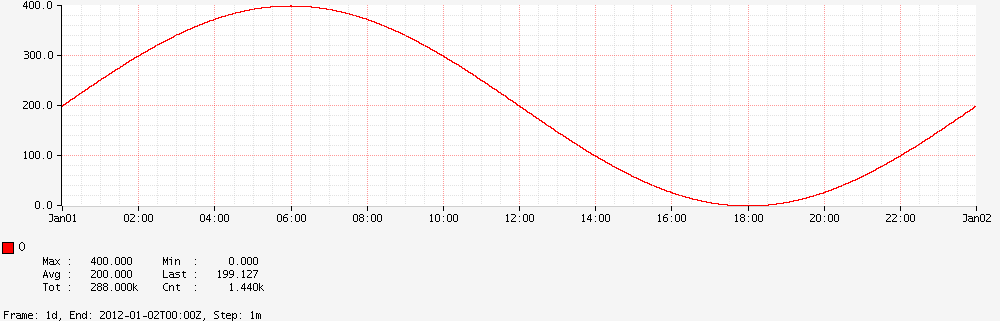 400.0
300.0
200.0
100.0
0.0
Jan01 02:00 04:00 06:00 08:00 10:00 12:00 14:00 16:00 18:00 20:00 22:00 Jan02
0
Max : 400.000 Min : 0.000
Avg : 200.000 Last : 199.127
Tot : 288.000k Cnt : 1.440k
Frame: 1d, End: 2012-01-02T00:00Z, Step: 1m